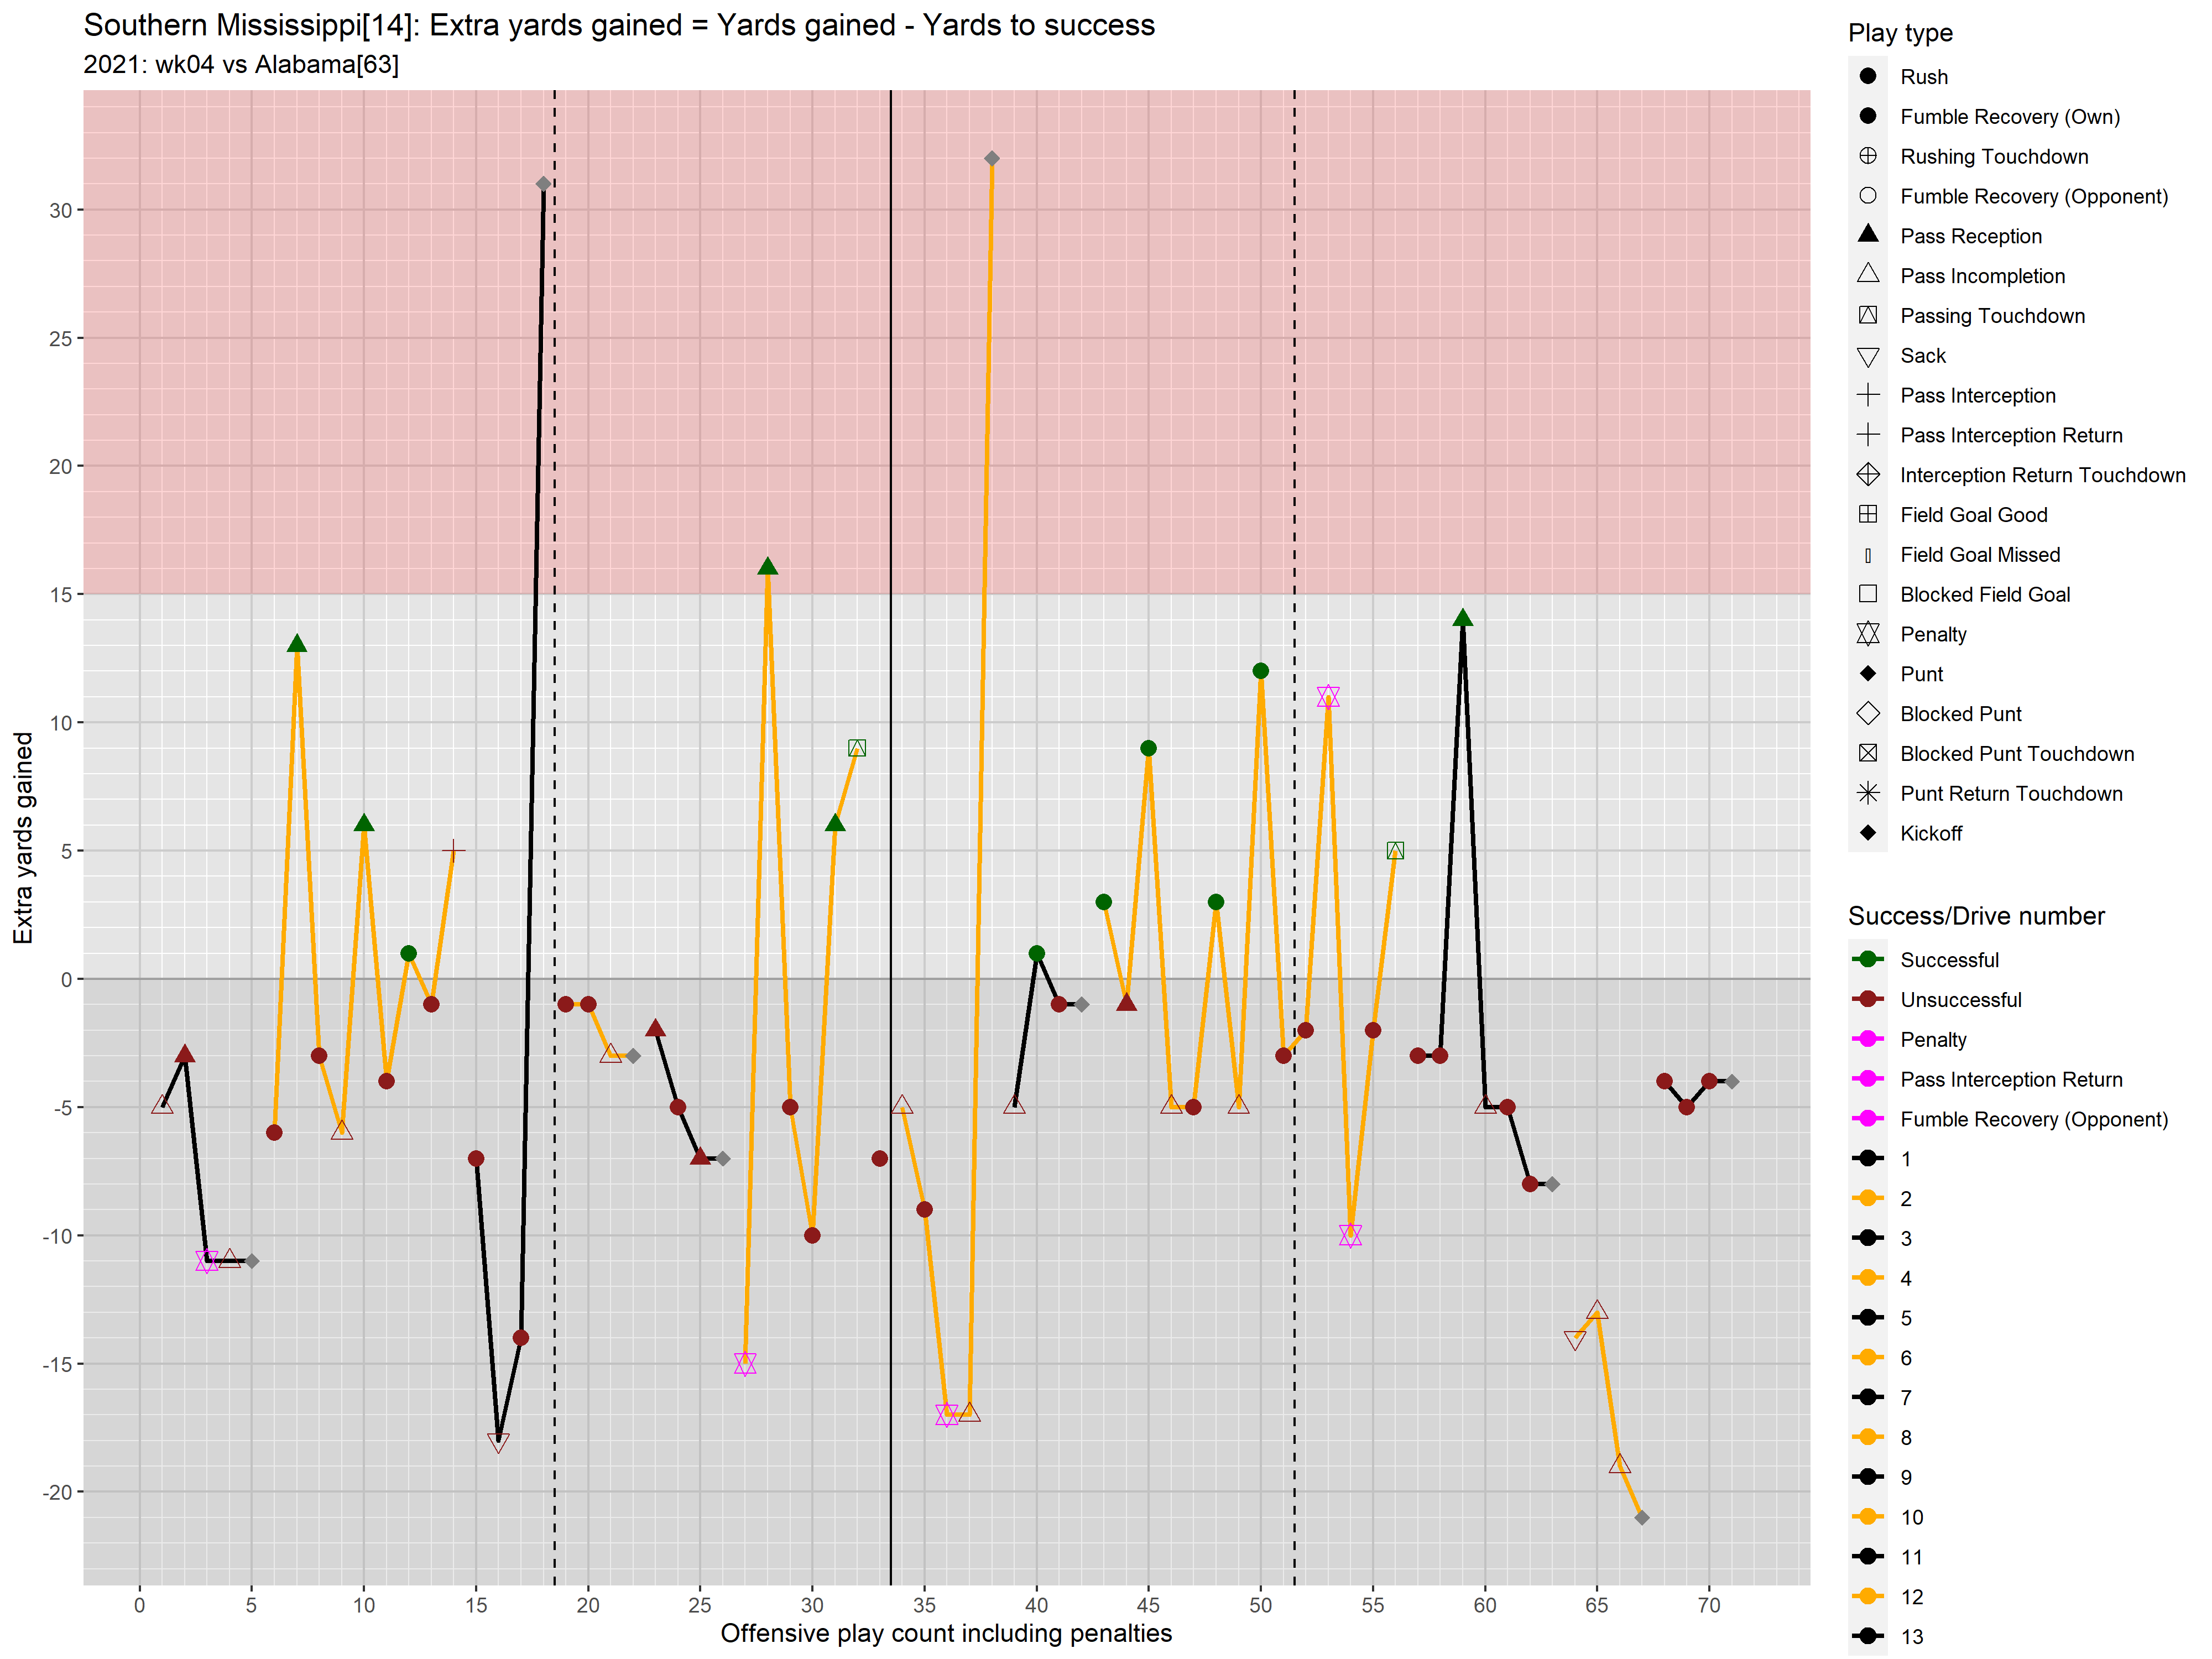 Southern Mississippi[14]: Extra yards gained = Yards gained - Yards to success
2021: wk04 vs Alabama[63]
Extra yards gained
30
25
20
15
10
5
0
-5
-10
-15
-20
0 5 10 15 20 25 30 35 40 45 50 55 60 65 70
Offensive play count including penalties
Play type
Rush
Fumble Recovery (Own)
Rushing Touchdown
Fumble Recovery (Opponent)
Pass Reception
Pass Incompletion
Passing Touchdown
Sack
Pass Interception
Pass Interception Return
Interception Return Touchdown
Field Goal Good
Field Goal Missed
Blocked Field Goal
Penalty
Punt
Blocked Punt
Blocked Punt Touchdown
Punt Return Touchdown
Kickoff
Success/Drive number
Successful
Unsuccessful
Penalty
Pass Interception Return
Fumble Recovery (Opponent)
1
2
3
4
5
6
7
8
9
10
11
12
13